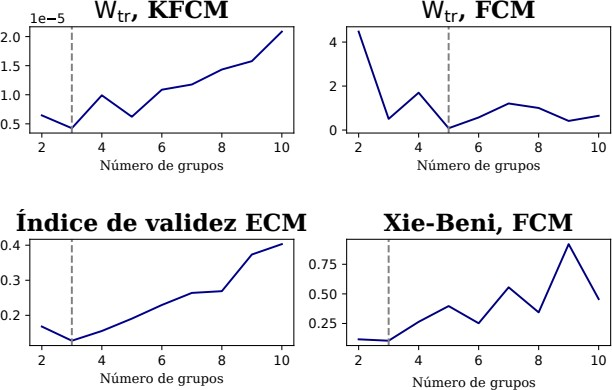 W_tr, KFCM
1e−5
2.0
1.5
1.0
0.5
2 4 6 8 10
Número de grupos
W_tr, FCM
4
2
0
2 4 6 8 10
Número de grupos
Índice de validez ECM
0.4
0.3
0.2
2 4 6 8 10
Número de grupos
Xie-Beni, FCM
0.75
0.50
0.25
2 4 6 8 10
Número de grupos